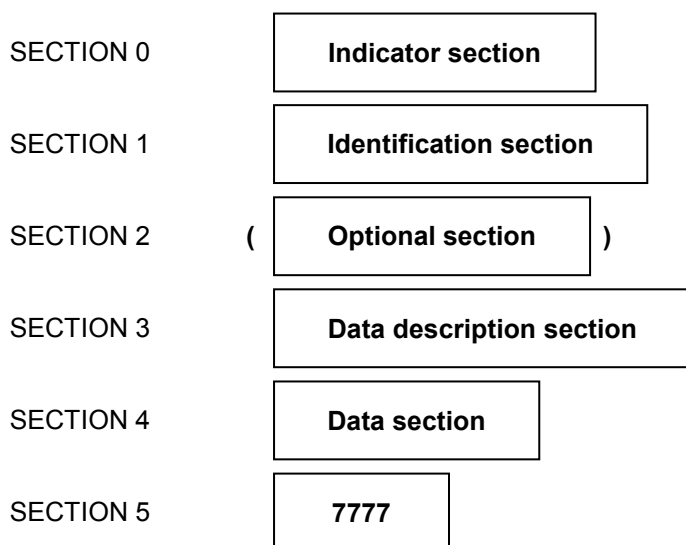 SECTION 0 Indicator section
SECTION 1 Identification section
SECTION 2 ( Optional section )
SECTION 3 Data description section
SECTION 4 Data section
SECTION 5 7777